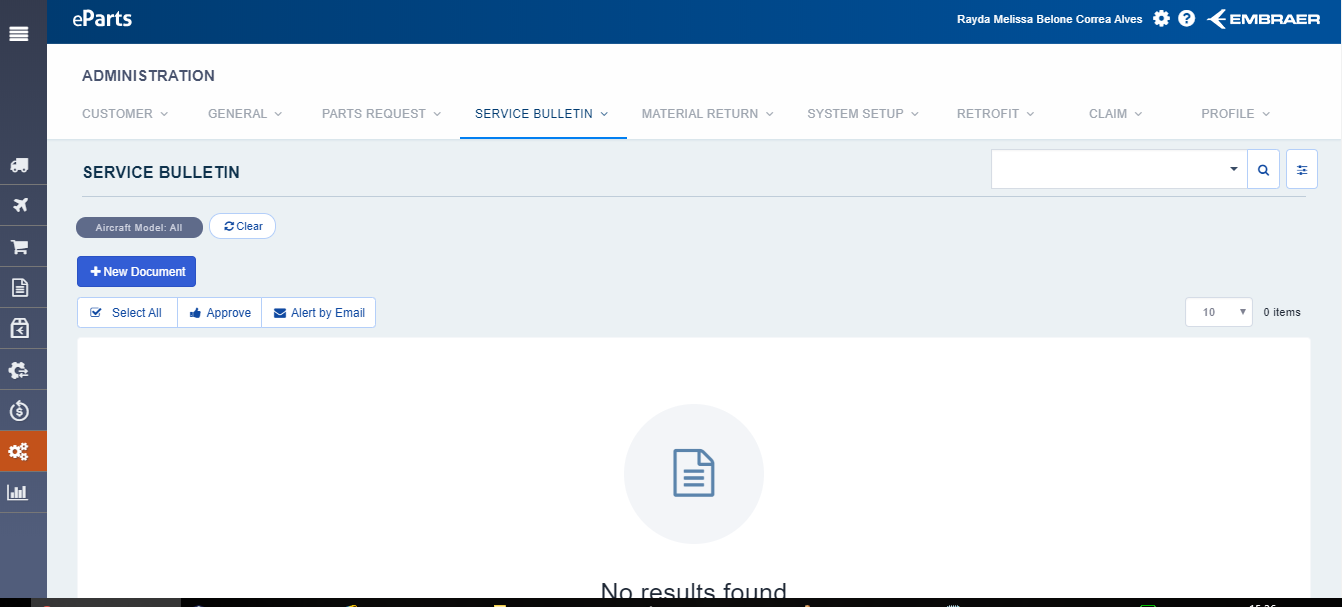 eParts
Rayda Melissa Belone Correa Alves
EMBRAER
ADMINISTRATION
CUSTOMER GENERAL PARTS REQUEST SERVICE BULLETIN MATERIAL RETURN SYSTEM SETUP RETROFIT CLAIM PROFILE
SERVICE BULLETIN
Aircraft Model: All Clear
New Document
Select All Approve Alert by Email 10 0 items
No results found